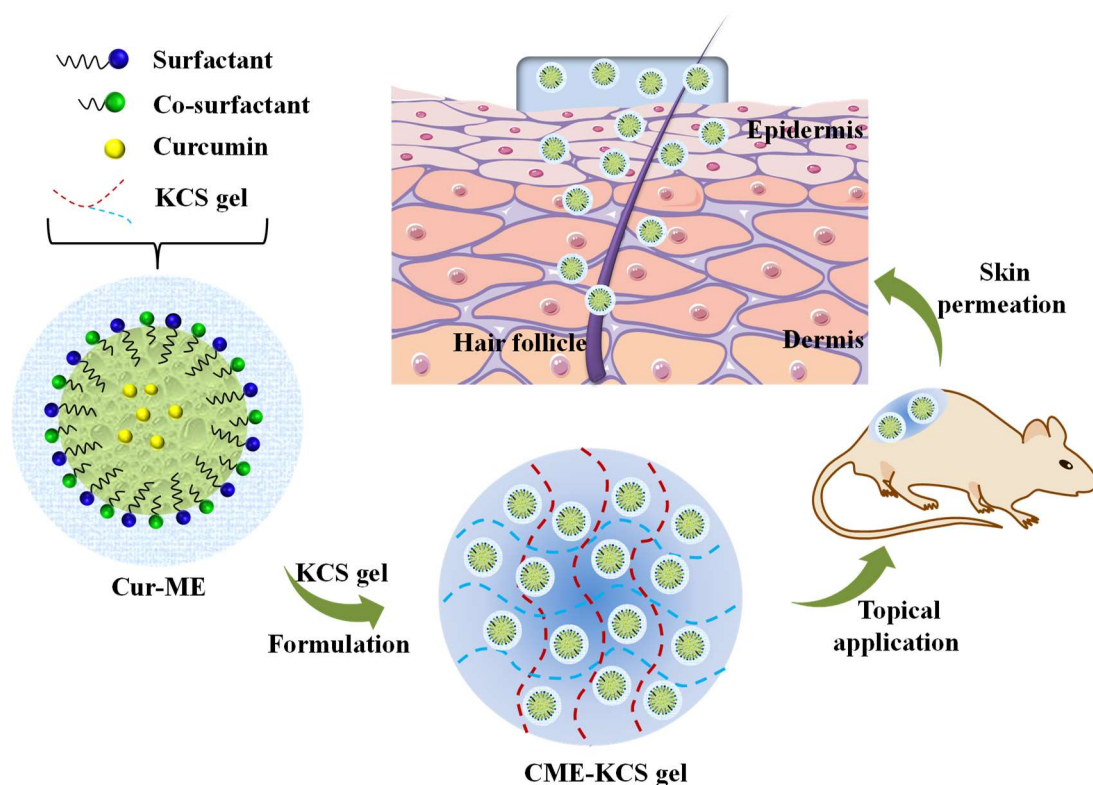 Surfactant
Co-surfactant
Curcumin
KCS gel
Cur-ME
KCS gel
Formulation
CME-KCS gel
Topical
application
Skin
permeation
Epidermis
Hair follicle
Dermis